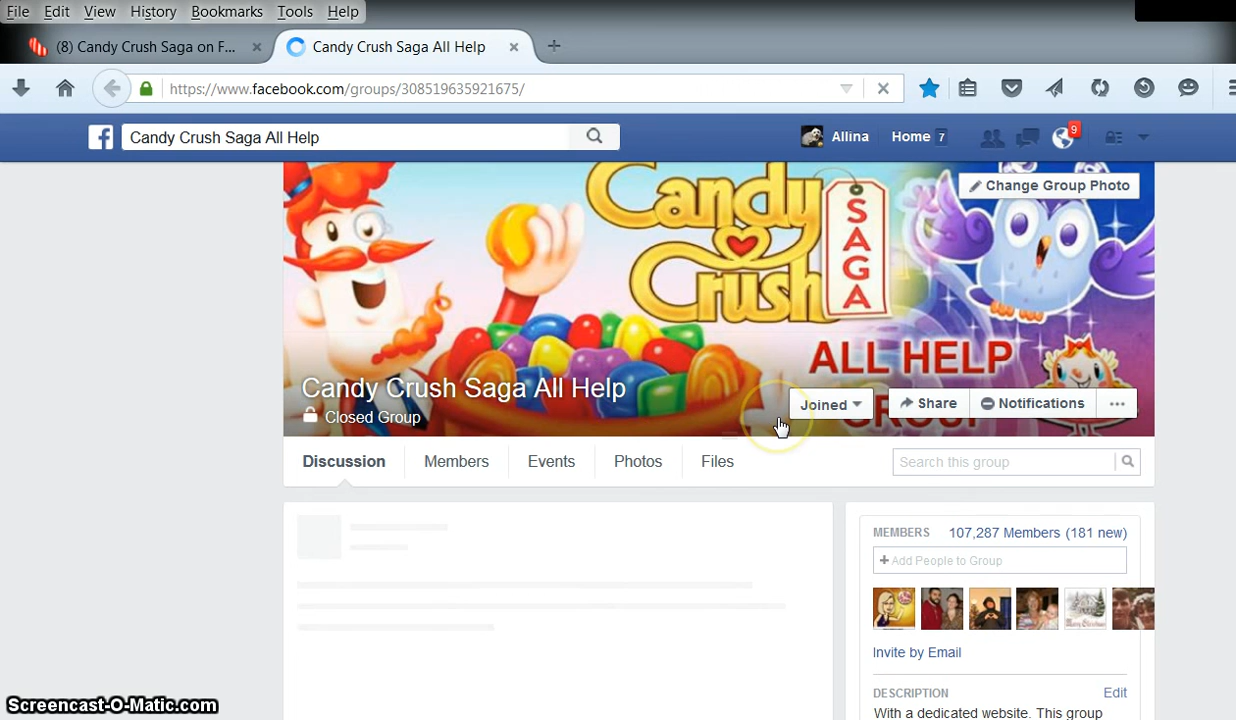 File Edit View History Bookmarks Tools Help
(8) Candy Crush Saga on F... Candy Crush Saga All Help
https://www.facebook.com/groups/308519635921675/
Candy Crush Saga All Help
Allina Home 7 9
Change Group Photo
Candy
Crush
SAGA
ALL HELP
GROUP
Candy Crush Saga All Help
Closed Group
Joined Share Notifications ...
Discussion Members Events Photos Files Search this group
MEMBERS 107,287 Members (181 new)
+ Add People to Group
Invite by Email
DESCRIPTION Edit
With a dedicated website. This group
Screencast-O-Matic.com